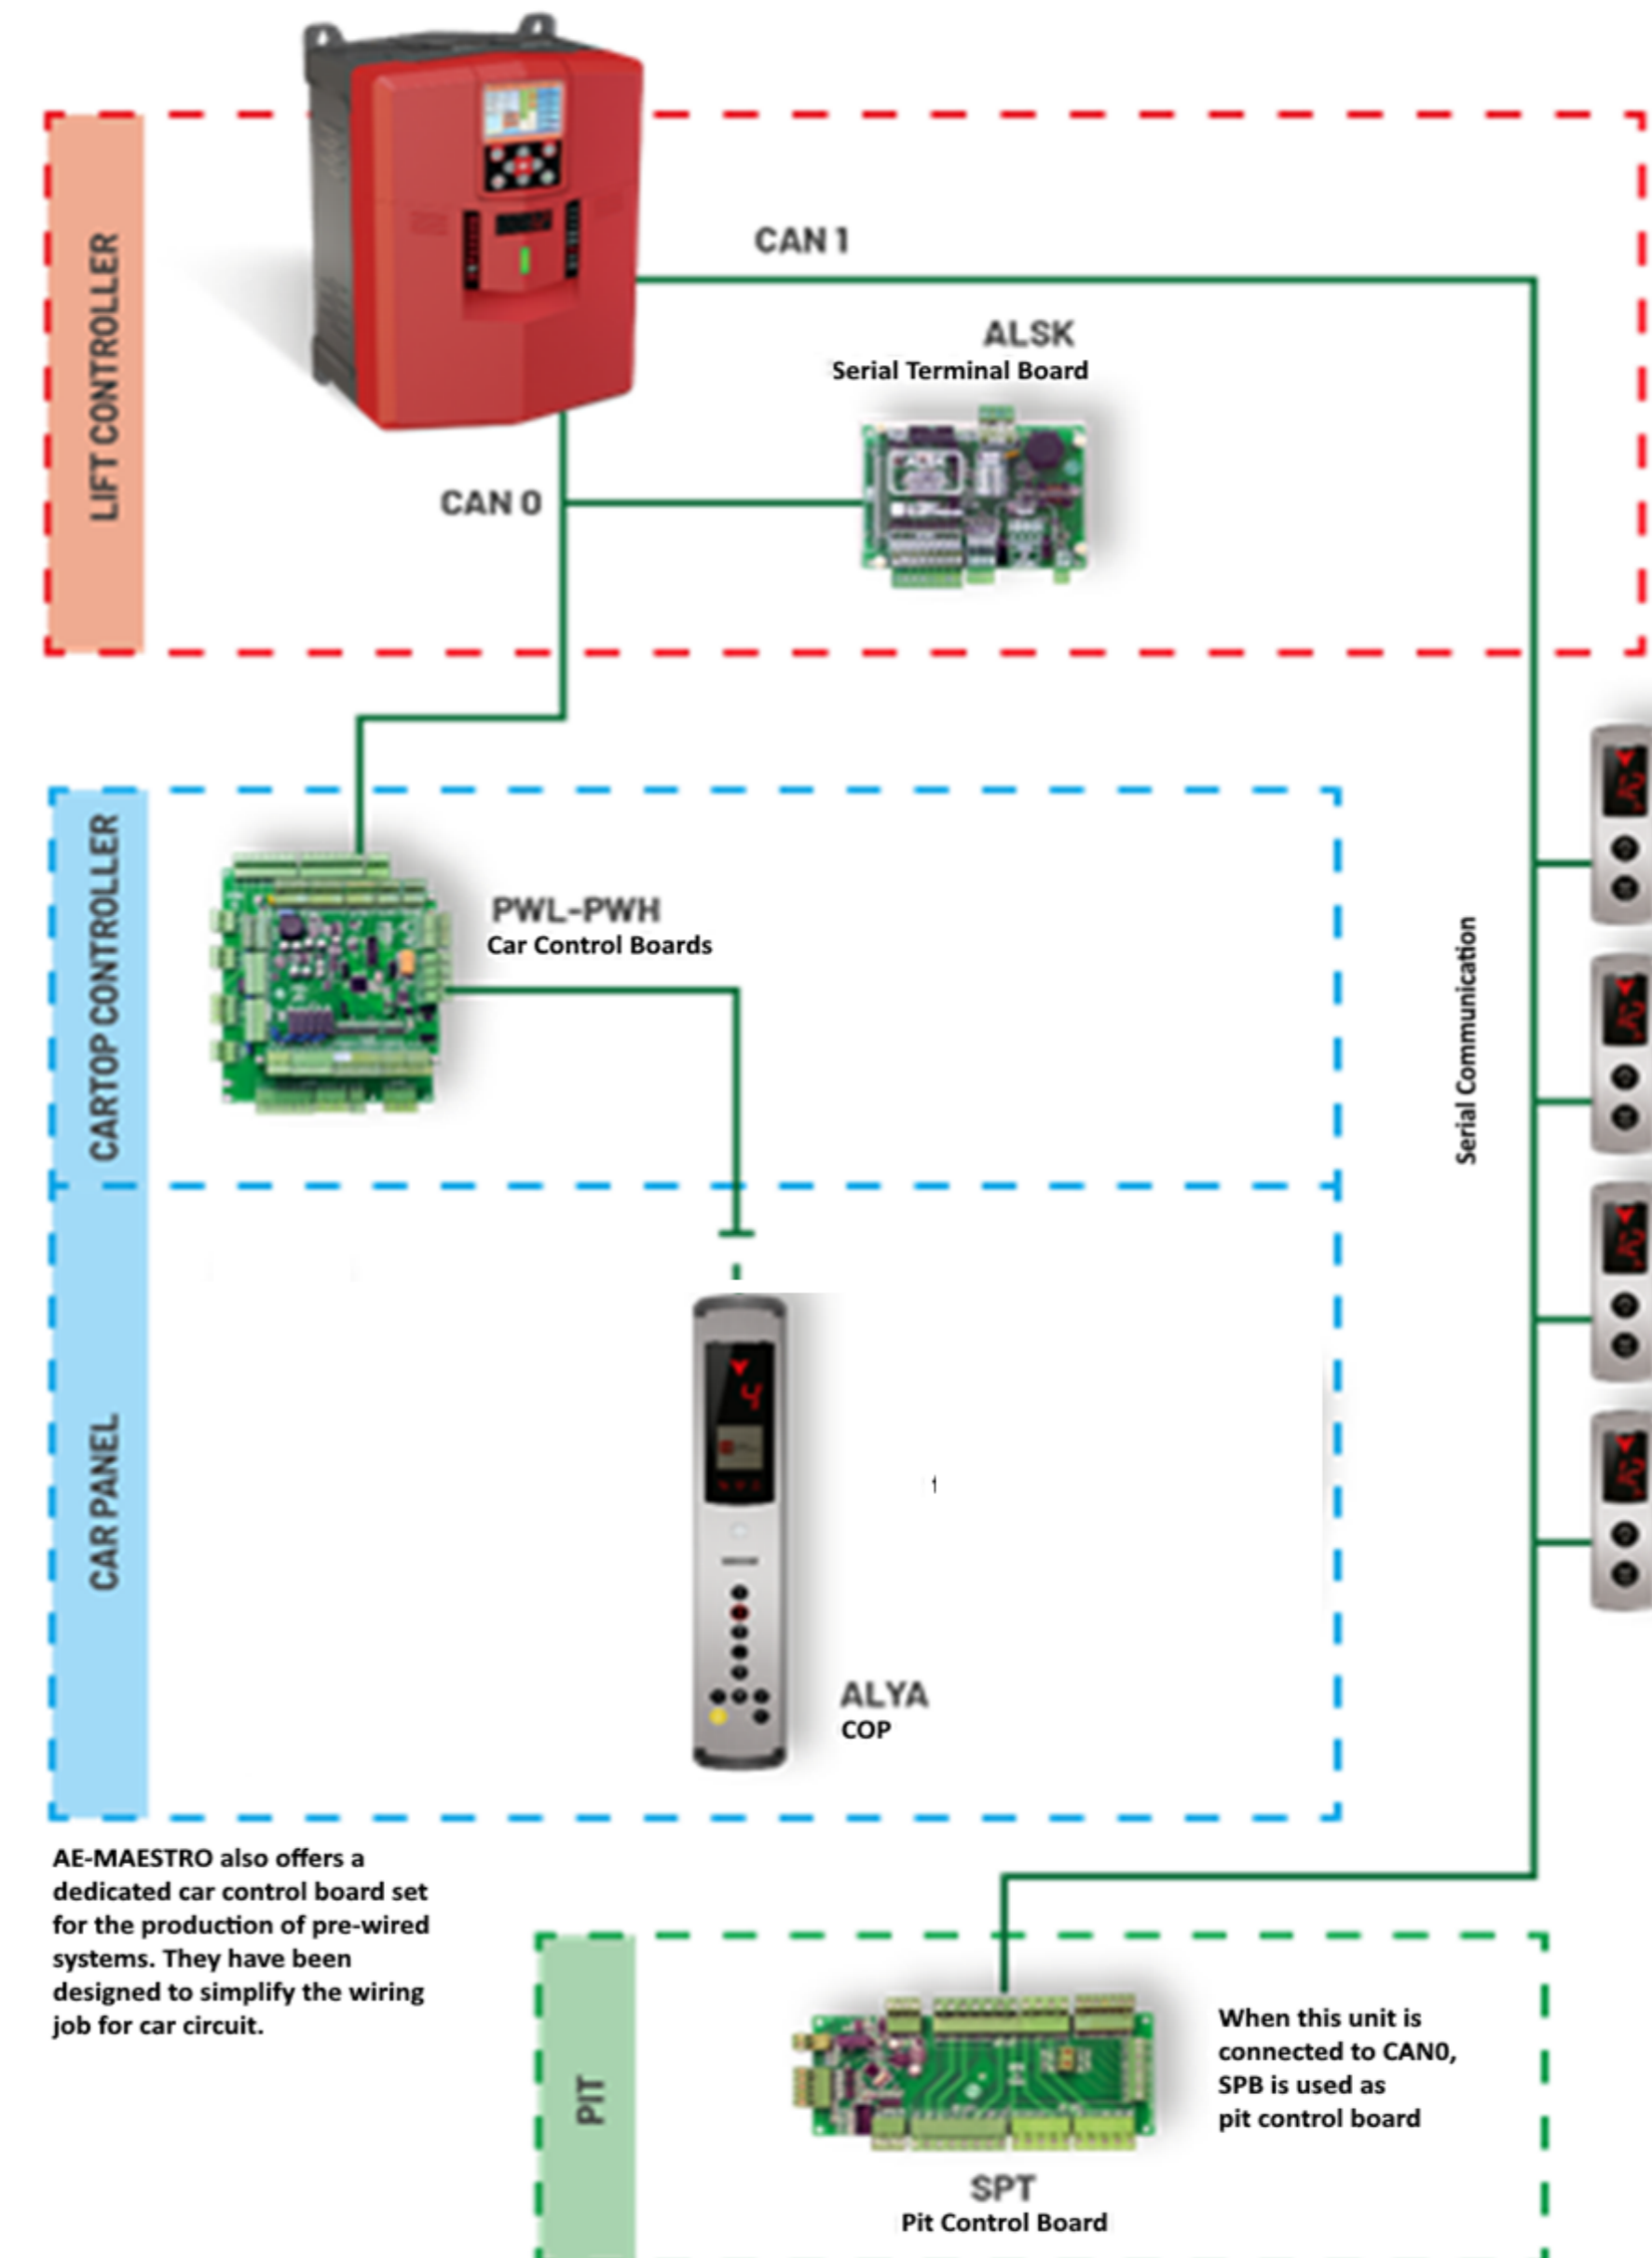 LIFT CONTROLLER
CAN 1
ALSK
Serial Terminal Board
CAN 0
CARTOP CONTROLLER
PWL-PWH
Car Control Boards
Serial Communication
CAR PANEL
4
ALYA
COP
AE-MAESTRO also offers a
dedicated car control board set
for the production of pre-wired
systems. They have been
designed to simplify the wiring
job for car circuit.
PIT
When this unit is
connected to CAN0,
SPB is used as
pit control board
SPT
Pit Control Board